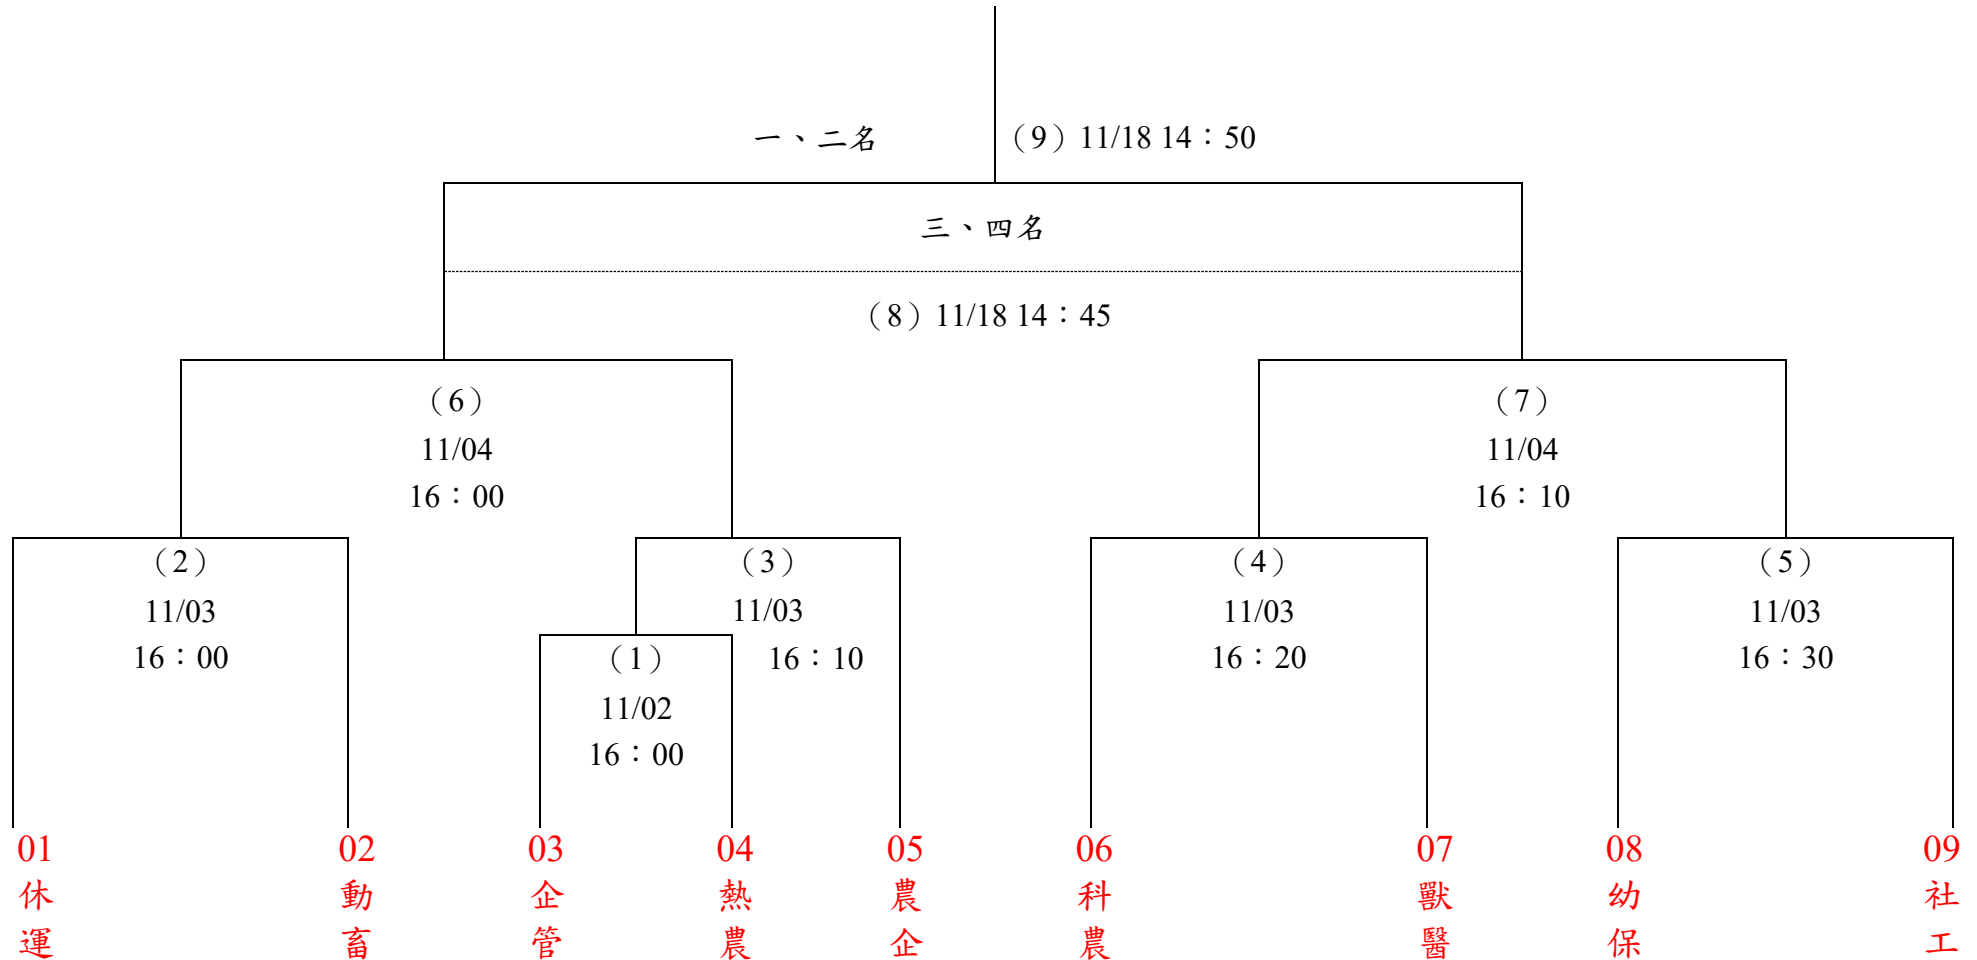 一、二名
（9）11/18 14：50
三、四名
（8）11/18 14：45
（6）
11/04
16：00
（7）
11/04
16：10
（2）
11/03
16：00
（3）
11/03
16：10
（4）
11/03
16：20
（5）
11/03
16：30
（1）
11/02
16：00
01
休
運
02
動
畜
03
企
管
04
熱
農
05
農
企
06
科
農
07
獸
醫
08
幼
保
09
社
工